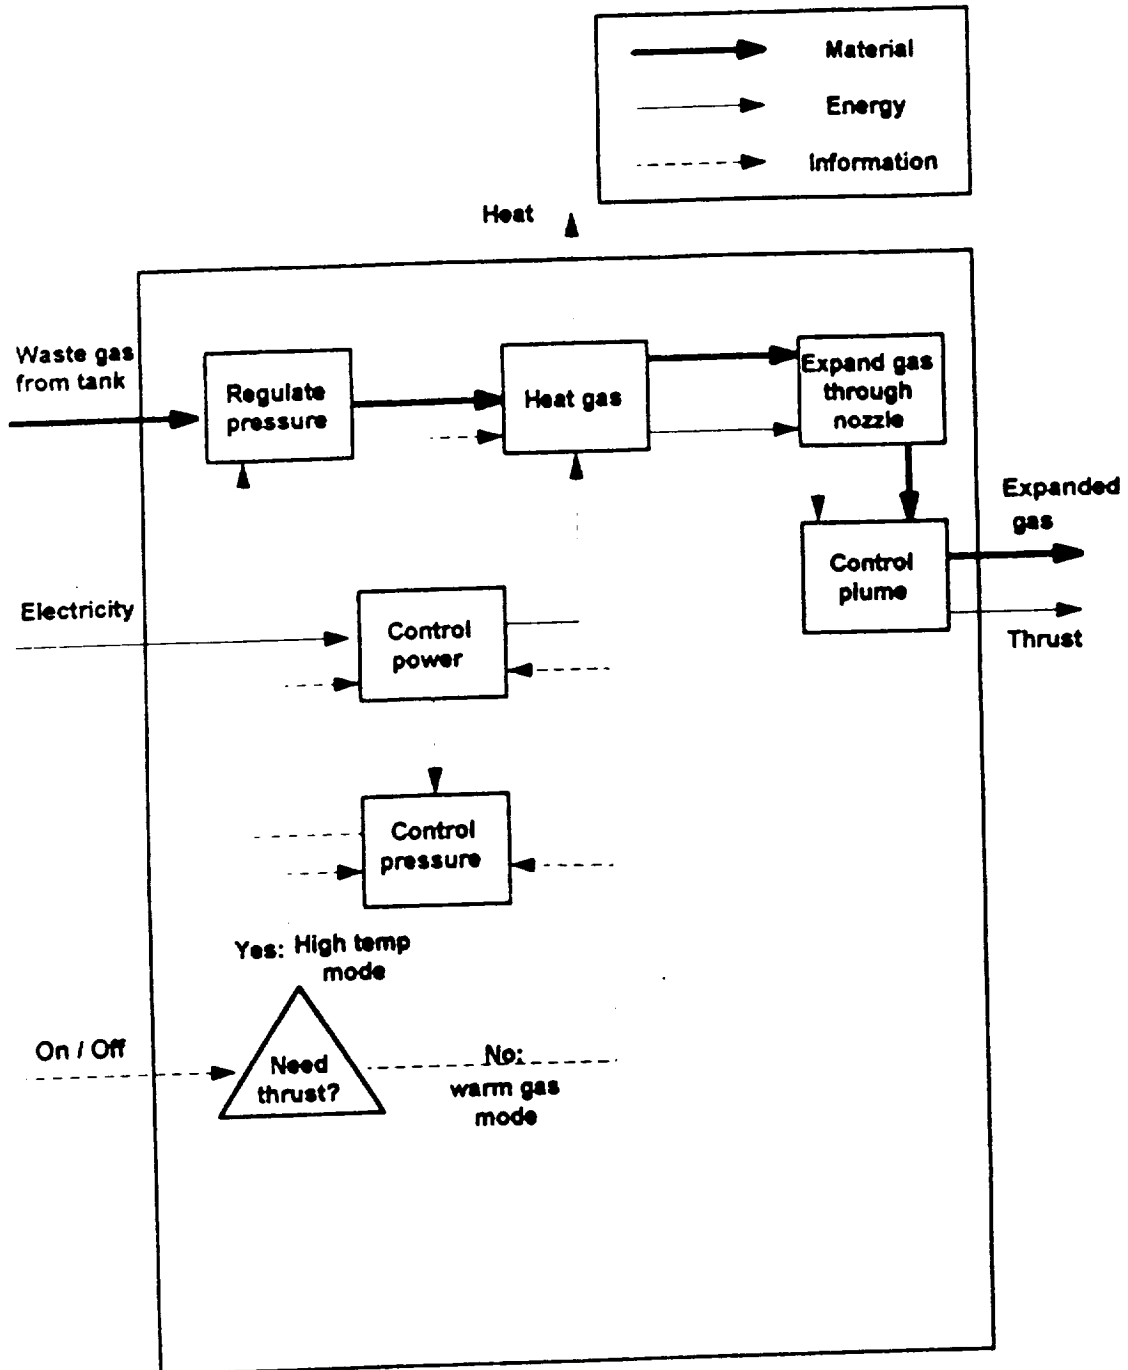 Material
Energy
Information
Heat
Waste gas
from tank
Regulate
pressure
Heat gas
Expand gas
through
nozzle
Expanded
gas
Control
plume
Thrust
Electricity
Control
power
Control
pressure
Yes: High temp
mode
On / Off
Need
thrust?
No:
warm gas
mode